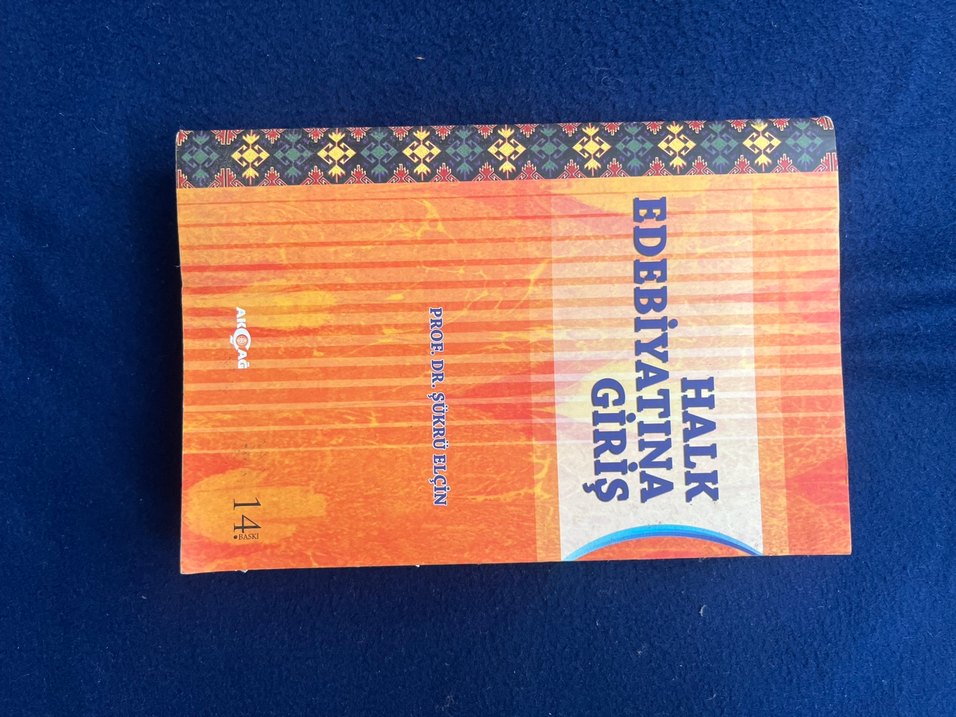 HALK
EDEBİYATINA
GİRİŞ
PROF. DR. ŞÜKRÜ ELÇİN
AKÇAĞ
14.
BASKI